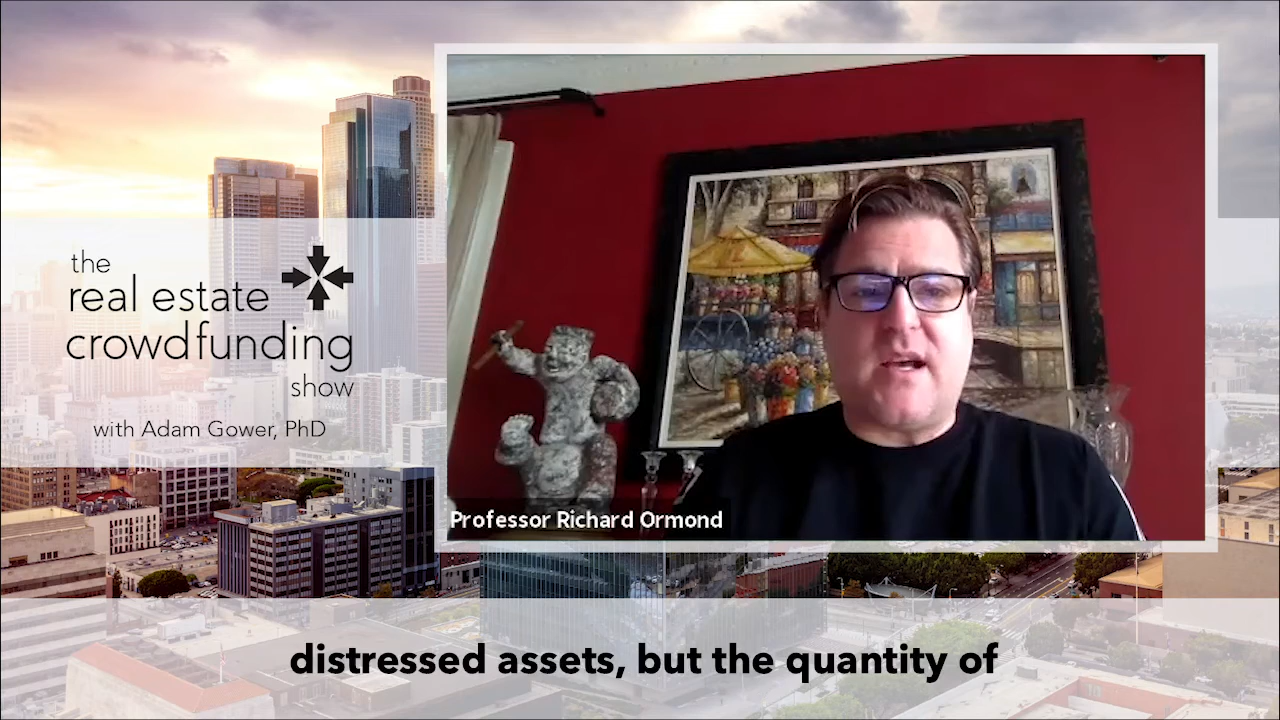 the
real estate
crowdfunding
show
with Adam Gower, PhD
Professor Richard Ormond
distressed assets, but the quantity of